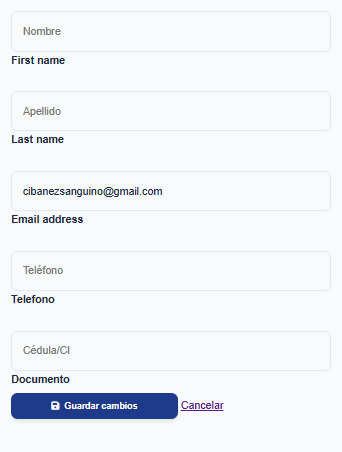 Nombre
First name
Apellido
Last name
cibanezsanguino@gmail.com
Email address
Teléfono
Telefono
Cédula/CI
Documento
Guardar cambios Cancelar